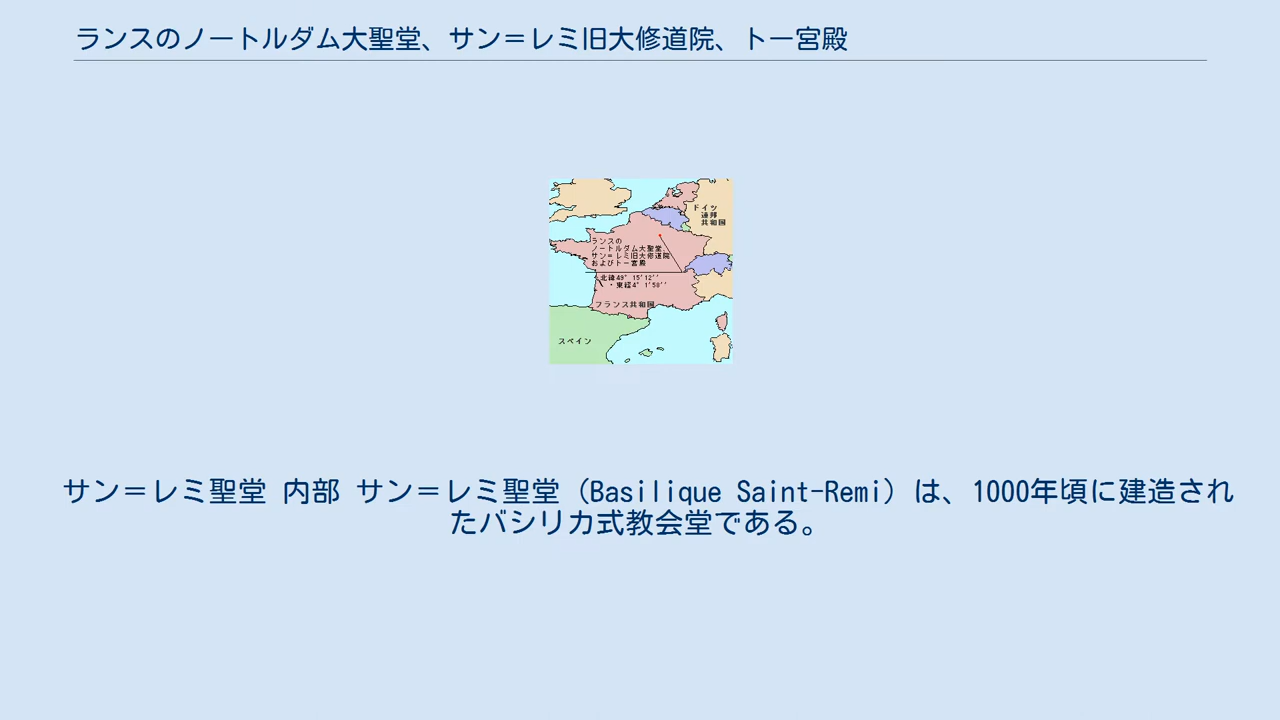 ランスのノートルダム大聖堂、サン＝レミ旧大修道院、トー宮殿
ドイツ
連邦
共和国
ランスの
ノートルダム大聖堂、
サン＝レミ旧大修道院
およびトー宮殿
北緯49° 15'12''
・東経4° 1'50''
フランス共和国
スペイン
サン＝レミ聖堂 内部 サン＝レミ聖堂（Basilique Saint-Remi）は、1000年頃に建造され
たバシリカ式教会堂である。